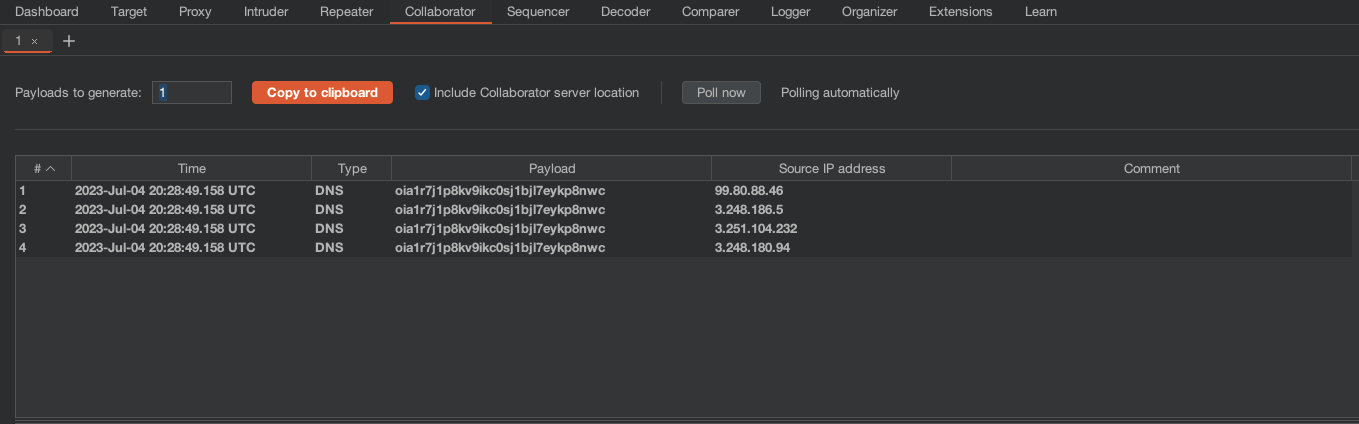 Dashboard Target Proxy Intruder Repeater Collaborator Sequencer Decoder Comparer Logger Organizer Extensions Learn
1 × +
Payloads to generate: 1 Copy to clipboard Include Collaborator server location Poll now Polling automatically
# Time Type Payload Source IP address Comment
1 2023-Jul-04 20:28:49.158 UTC DNS oia1r7j1p8kv9ikc0sj1bjl7eykp8nwc 99.80.88.46
2 2023-Jul-04 20:28:49.158 UTC DNS oia1r7j1p8kv9ikc0sj1bjl7eykp8nwc 3.248.186.5
3 2023-Jul-04 20:28:49.158 UTC DNS oia1r7j1p8kv9ikc0sj1bjl7eykp8nwc 3.251.104.232
4 2023-Jul-04 20:28:49.158 UTC DNS oia1r7j1p8kv9ikc0sj1bjl7eykp8nwc 3.248.180.94